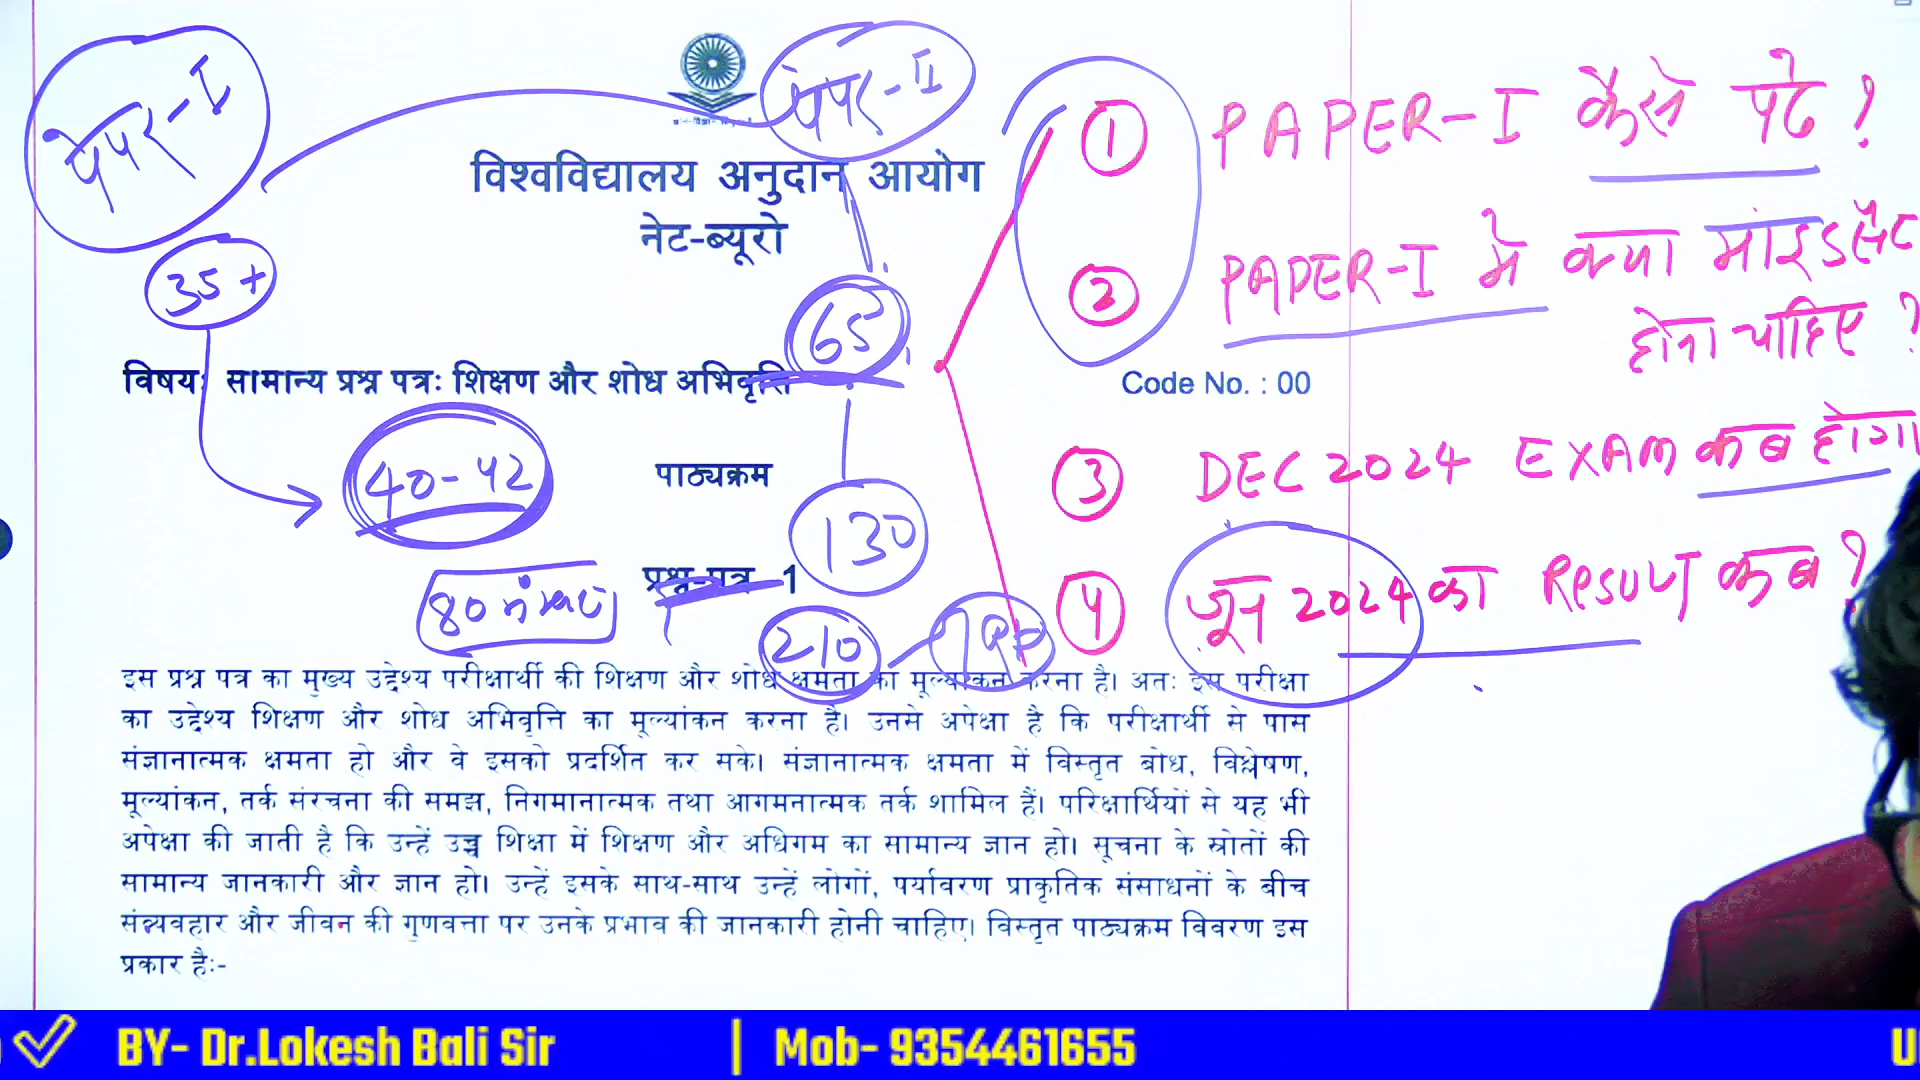 पेपर-I
पेपर-II
विश्वविद्यालय अनुदान आयोग
नेट-ब्यूरो
35+
65
विषयः सामान्य प्रश्न पत्रः शिक्षण और शोध अभिवृत्ति
Code No. : 00
40-42
पाठ्यक्रम
130
80 नंबर
प्रश्न-पत्र -1
210
JRF
① PAPER-I कैसे पढे ?
② PAPER-I में क्या माइंडसैट
होना चाहिए ?
③ DEC 2024 EXAM कब होगा
④ जून 2024 का RESULT कब ?
इस प्रश्न पत्र का मुख्य उद्देश्य परीक्षार्थी की शिक्षण और शोध क्षमता का मूल्यांकन करना है। अतः इस परीक्षा
का उद्देश्य शिक्षण और शोध अभिवृत्ति का मूल्यांकन करना है। उनसे अपेक्षा है कि परीक्षार्थी से पास
संज्ञानात्मक क्षमता हो और वे इसको प्रदर्शित कर सके। संज्ञानात्मक क्षमता में विस्तृत बोध, विश्लेषण,
मूल्यांकन, तर्क संरचना की समझ, निगमानात्मक तथा आगमनात्मक तर्क शामिल हैं। परिक्षार्थियों से यह भी
अपेक्षा की जाती है कि उन्हें उच्च शिक्षा में शिक्षण और अधिगम का सामान्य ज्ञान हो। सूचना के स्रोतों की
सामान्य जानकारी और ज्ञान हो। उन्हें इसके साथ-साथ उन्हें लोगों, पर्यावरण प्राकृतिक संसाधनों के बीच
संव्यवहार और जीवन की गुणवत्ता पर उनके प्रभाव की जानकारी होनी चाहिए। विस्तृत पाठ्यक्रम विवरण इस
प्रकार हैः-
BY- Dr.Lokesh Bali Sir | Mob- 9354461655